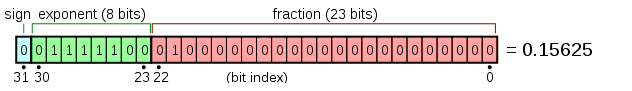 sign exponent (8 bits) fraction (23 bits)
0 0 1 1 1 1 1 0 0 0 1 0 0 0 0 0 0 0 0 0 0 0 0 0 0 0 0 0 0 0 0 0 = 0.15625
31 30 23 22 (bit index) 0